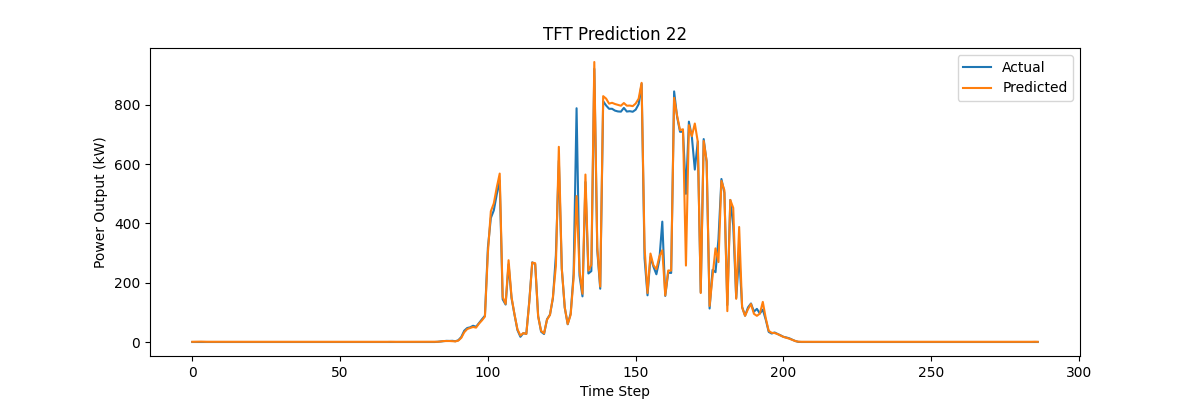 TFT Prediction 22
Actual
Predicted
Power Output (kW)
800
600
400
200
0
0 50 100 150 200 250 300
Time Step